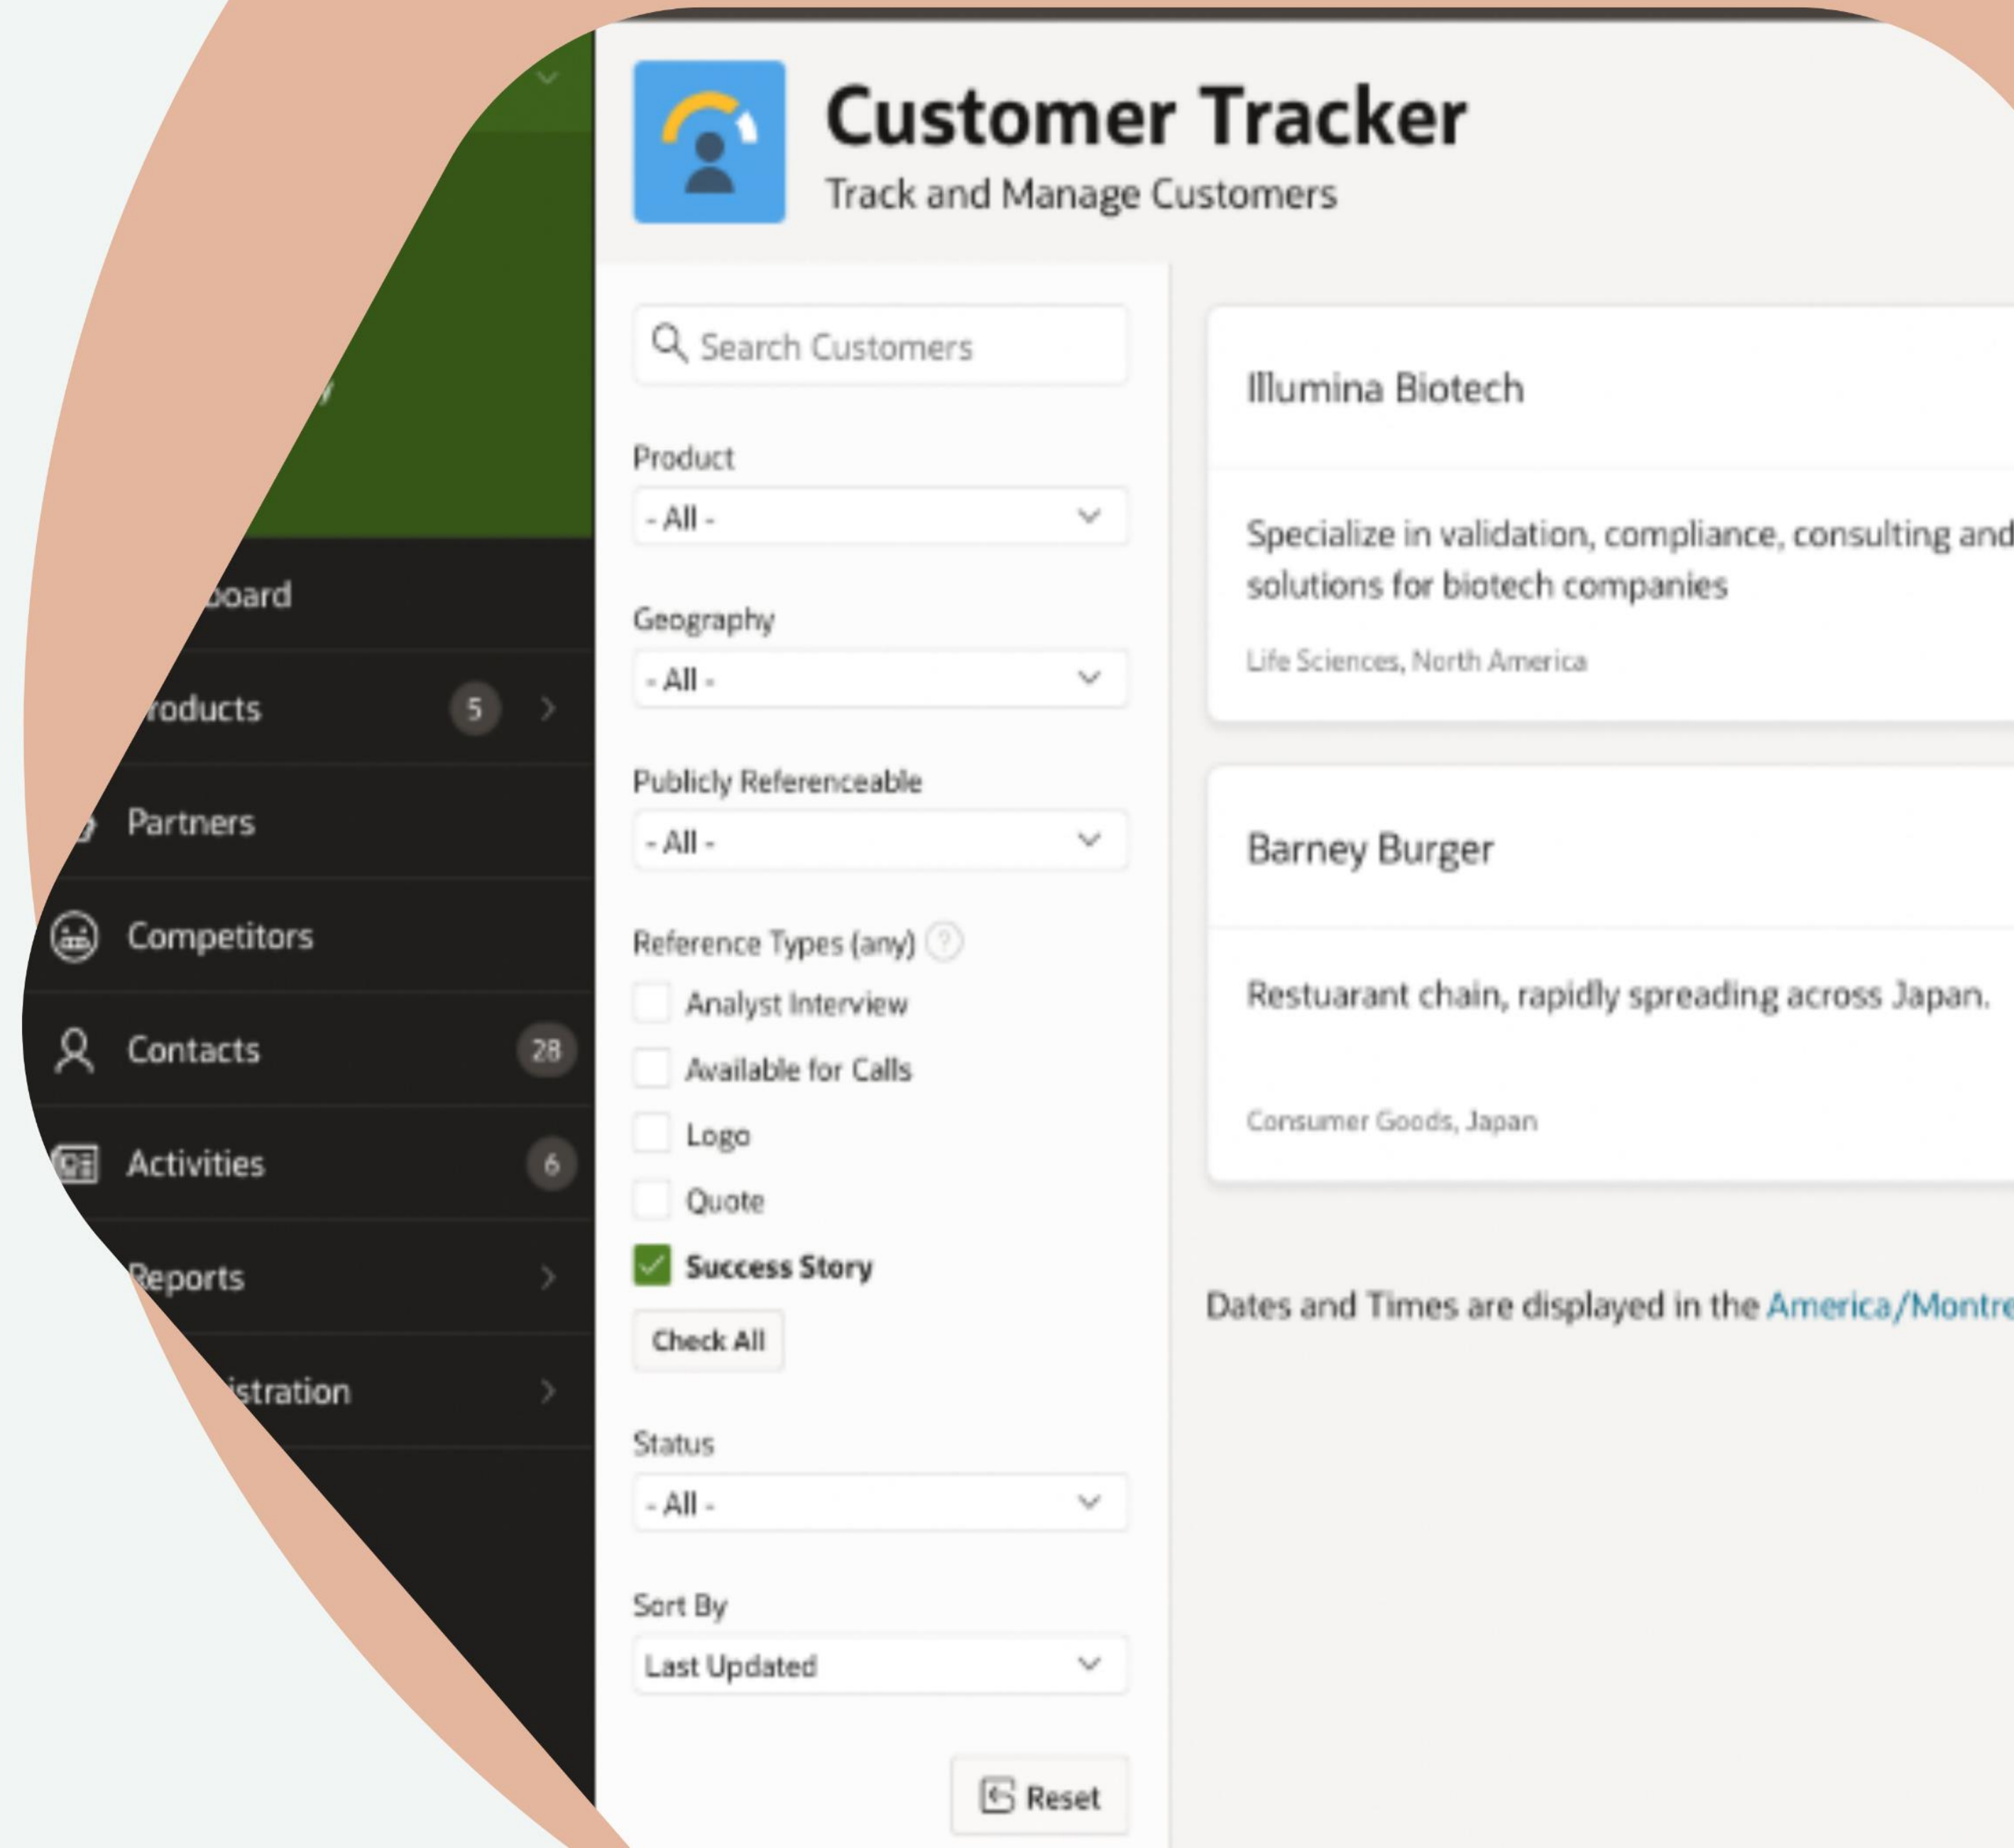 Customer Tracker
Track and Manage Customers
Partners
Competitors
Contacts 28
Activities 6
Reports
5
Search Customers
Product
- All -
Geography
- All -
Publicly Referenceable
- All -
Reference Types (any) ?
Analyst Interview
Available for Calls
Logo
Quote
Success Story
Check All
Status
- All -
Sort By
Last Updated
Reset
Illumina Biotech
Specialize in validation, compliance, consulting and
solutions for biotech companies
Life Sciences, North America
Barney Burger
Restuarant chain, rapidly spreading across Japan.
Consumer Goods, Japan
Dates and Times are displayed in the America/Montre